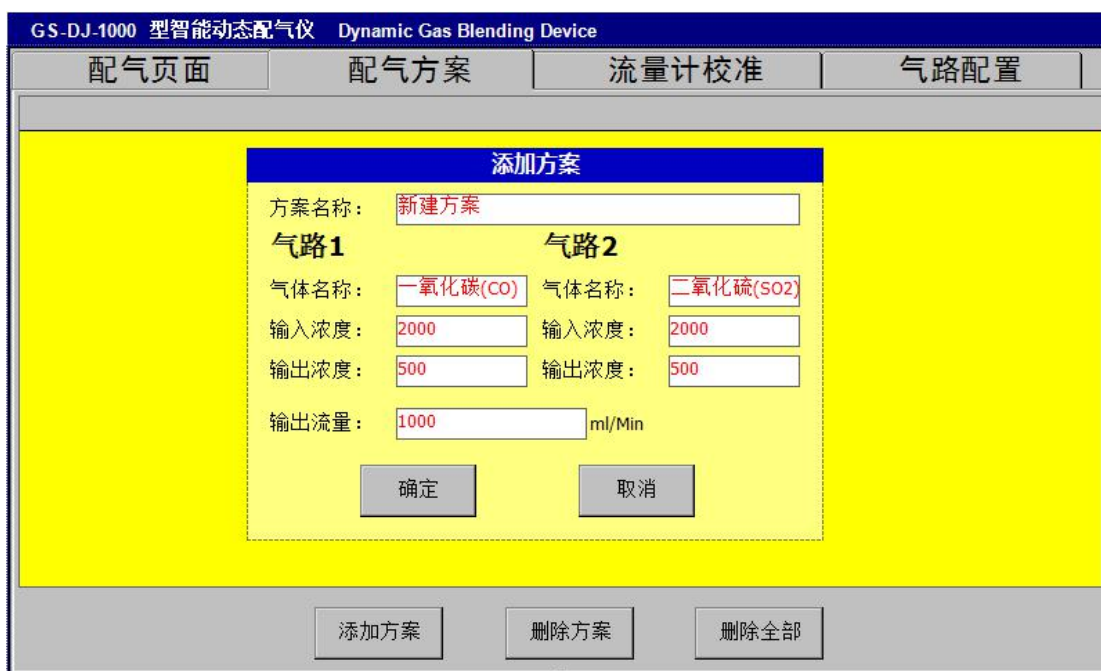 GS-DJ-1000 型智能动态配气仪 Dynamic Gas Blending Device
配气页面 配气方案 流量计校准 气路配置
添加方案
方案名称： 新建方案
气路1 气路2
气体名称： 一氧化碳(CO) 气体名称： 二氧化硫(SO2)
输入浓度： 2000 输入浓度： 2000
输出浓度： 500 输出浓度： 500
输出流量： 1000 ml/Min
确定 取消
添加方案 删除方案 删除全部